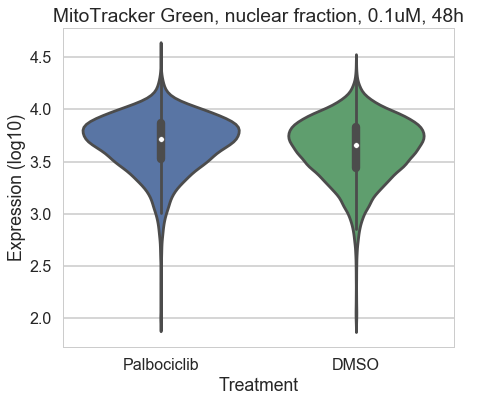 MitoTracker Green, nuclear fraction, 0.1uM, 48h
4.5
4.0
3.5
3.0
2.5
2.0
Expression (log10)
Palbociclib DMSO
Treatment